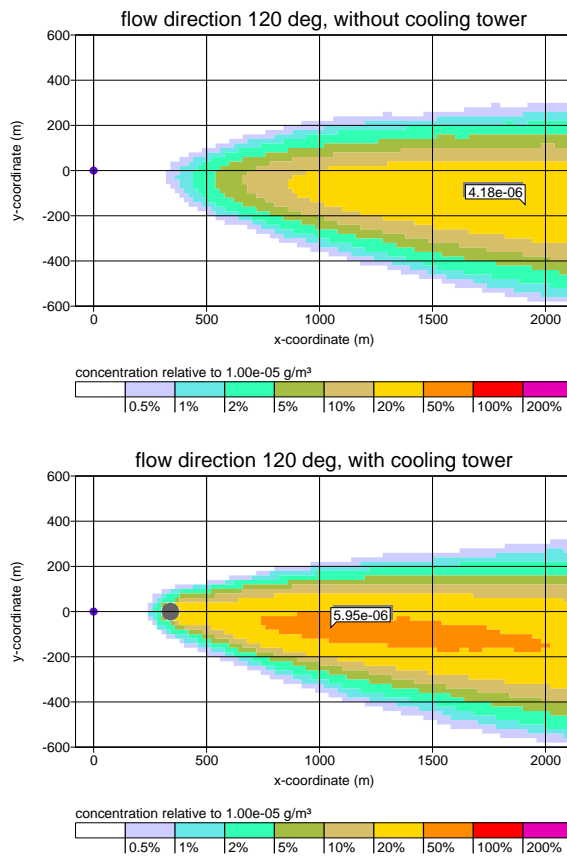 flow direction 120 deg, without cooling tower
600
400
200
0
-200
-400
-600
y-coordinate (m)
4.18e-06
0 500 1000 1500 2000
x-coordinate (m)
concentration relative to 1.00e-05 g/m³
0.5% 1% 2% 5% 10% 20% 50% 100% 200%
flow direction 120 deg, with cooling tower
600
400
200
0
-200
-400
-600
y-coordinate (m)
5.95e-06
0 500 1000 1500 2000
x-coordinate (m)
concentration relative to 1.00e-05 g/m³
0.5% 1% 2% 5% 10% 20% 50% 100% 200%